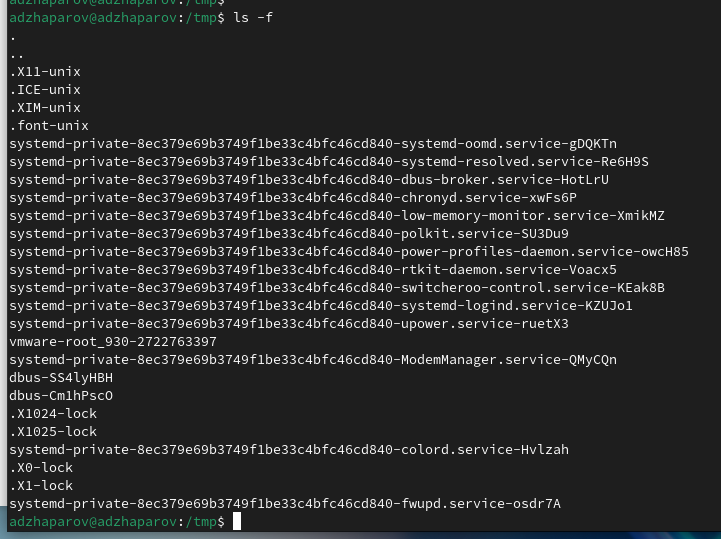 adzhaparov@adzhaparov:/tmp$
adzhaparov@adzhaparov:/tmp$ ls -f
.
..
.X11-unix
.ICE-unix
.XIM-unix
.font-unix
systemd-private-8ec379e69b3749f1be33c4bfc46cd840-systemd-oomd.service-gDQKTn
systemd-private-8ec379e69b3749f1be33c4bfc46cd840-systemd-resolved.service-Re6H9S
systemd-private-8ec379e69b3749f1be33c4bfc46cd840-dbus-broker.service-HotLrU
systemd-private-8ec379e69b3749f1be33c4bfc46cd840-chronyd.service-xwFs6P
systemd-private-8ec379e69b3749f1be33c4bfc46cd840-low-memory-monitor.service-XmikMZ
systemd-private-8ec379e69b3749f1be33c4bfc46cd840-polkit.service-SU3Du9
systemd-private-8ec379e69b3749f1be33c4bfc46cd840-power-profiles-daemon.service-owcH85
systemd-private-8ec379e69b3749f1be33c4bfc46cd840-rtkit-daemon.service-Voacx5
systemd-private-8ec379e69b3749f1be33c4bfc46cd840-switcheroo-control.service-KEak8B
systemd-private-8ec379e69b3749f1be33c4bfc46cd840-systemd-logind.service-KZUJo1
systemd-private-8ec379e69b3749f1be33c4bfc46cd840-upower.service-ruetX3
vmware-root_930-2722763397
systemd-private-8ec379e69b3749f1be33c4bfc46cd840-ModemManager.service-QMyCQn
dbus-SS4lyHBH
dbus-Cm1hPscO
.X1024-lock
.X1025-lock
systemd-private-8ec379e69b3749f1be33c4bfc46cd840-colord.service-Hvlzah
.X0-lock
.X1-lock
systemd-private-8ec379e69b3749f1be33c4bfc46cd840-fwupd.service-osdr7A
adzhaparov@adzhaparov:/tmp$